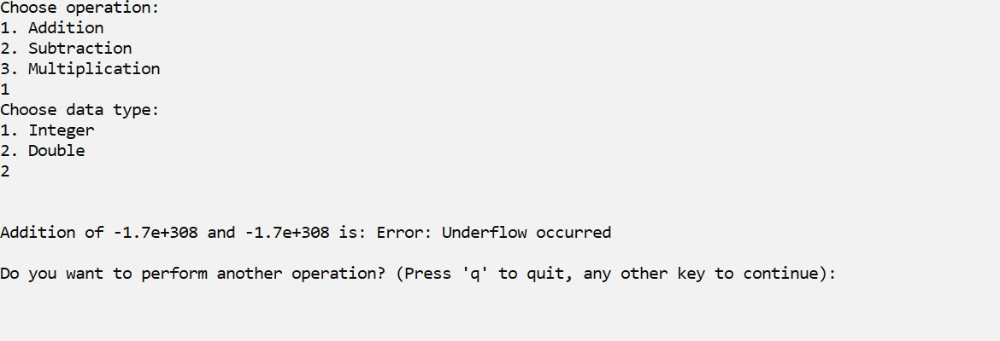 Choose operation:
1. Addition
2. Subtraction
3. Multiplication
1
Choose data type:
1. Integer
2. Double
2
Addition of -1.7e+308 and -1.7e+308 is: Error: Underflow occurred
Do you want to perform another operation? (Press 'q' to quit, any other key to continue):